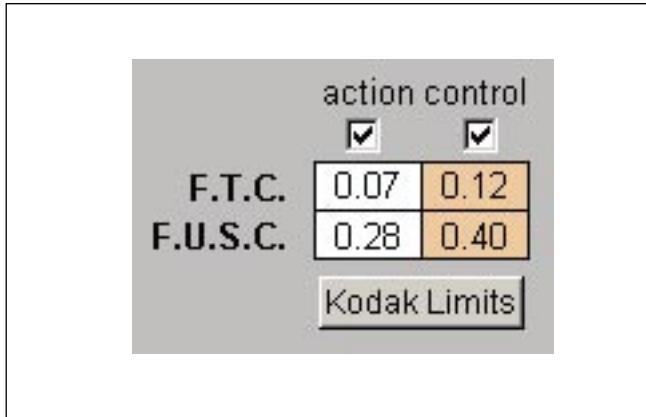 action control
F.T.C. 0.07 0.12
F.U.S.C. 0.28 0.40
Kodak Limits